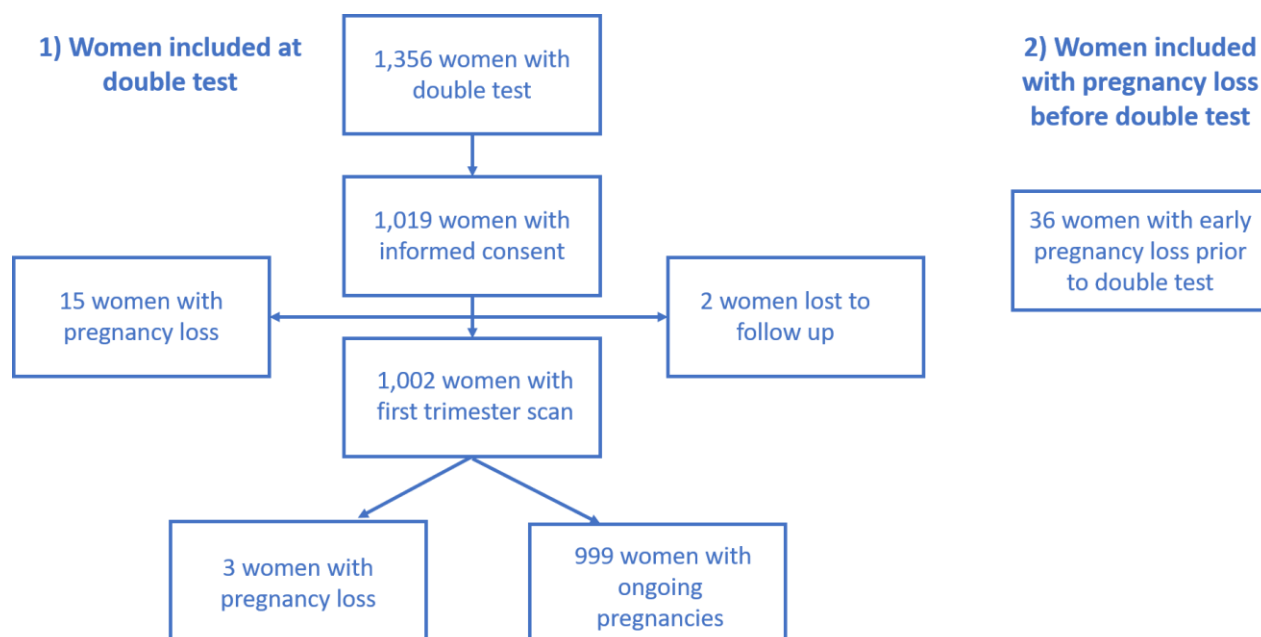 1) Women included at
double test
1,356 women with
double test
1,019 women with
informed consent
15 women with
pregnancy loss
2 women lost to
follow up
1,002 women with
first trimester scan
3 women with
pregnancy loss
999 women with
ongoing
pregnancies
2) Women included
with pregnancy loss
before double test
36 women with early
pregnancy loss prior
to double test